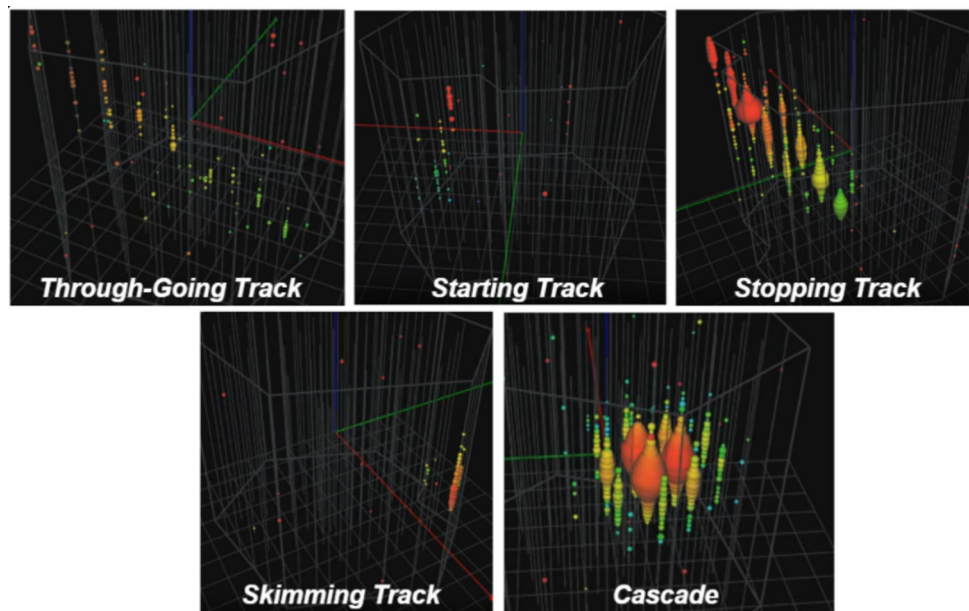 Through-Going Track
Starting Track
Stopping Track
Skimming Track
Cascade